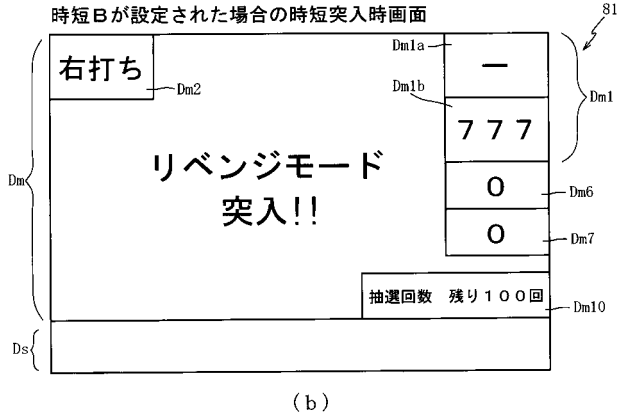 時短Ｂが設定された場合の時短突入時画面
81
右打ち
Dm2
Dm1a
－
Dm1b
７７７
Dm1
Dm
リベンジモード
突入!!
０
Dm6
０
Dm7
抽選回数　残り１００回
Dm10
Ds
(b)